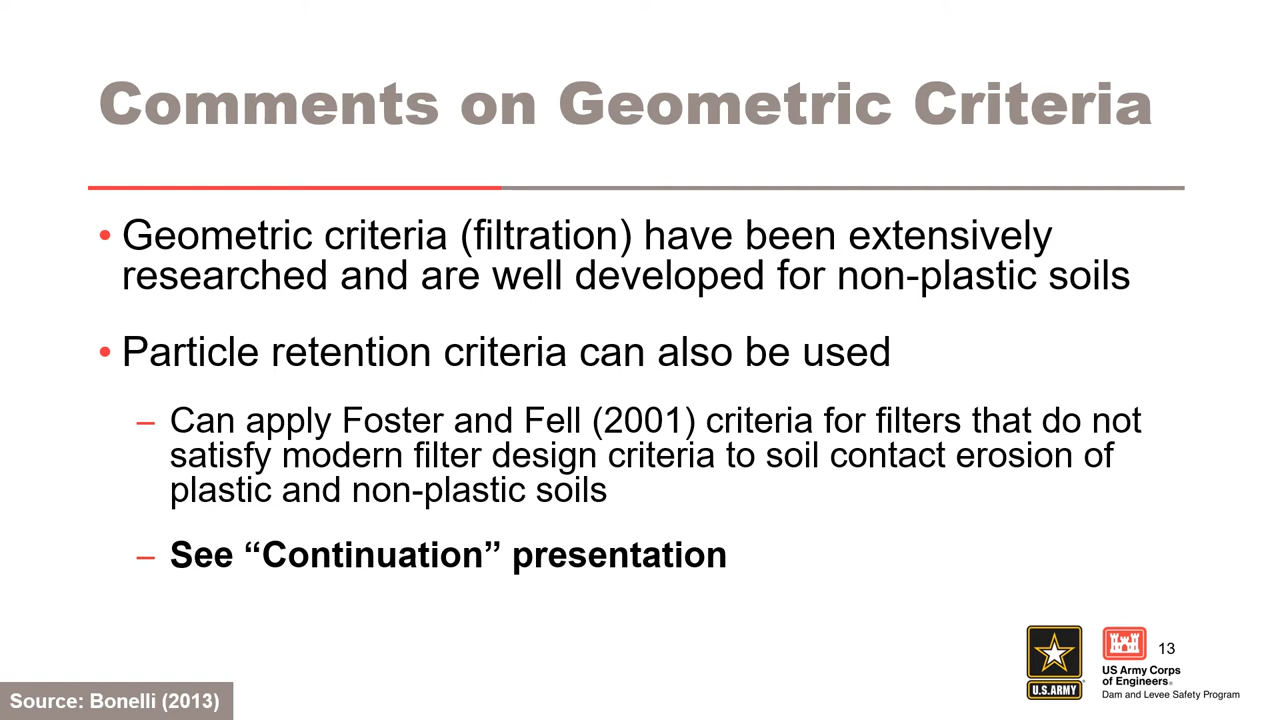 Comments on Geometric Criteria
• Geometric criteria (filtration) have been extensively
researched and are well developed for non-plastic soils
• Particle retention criteria can also be used
– Can apply Foster and Fell (2001) criteria for filters that do not
satisfy modern filter design criteria to soil contact erosion of
plastic and non-plastic soils
– See “Continuation” presentation
U.S.ARMY
13
US Army Corps
of Engineers®
Dam and Levee Safety Program
Source: Bonelli (2013)